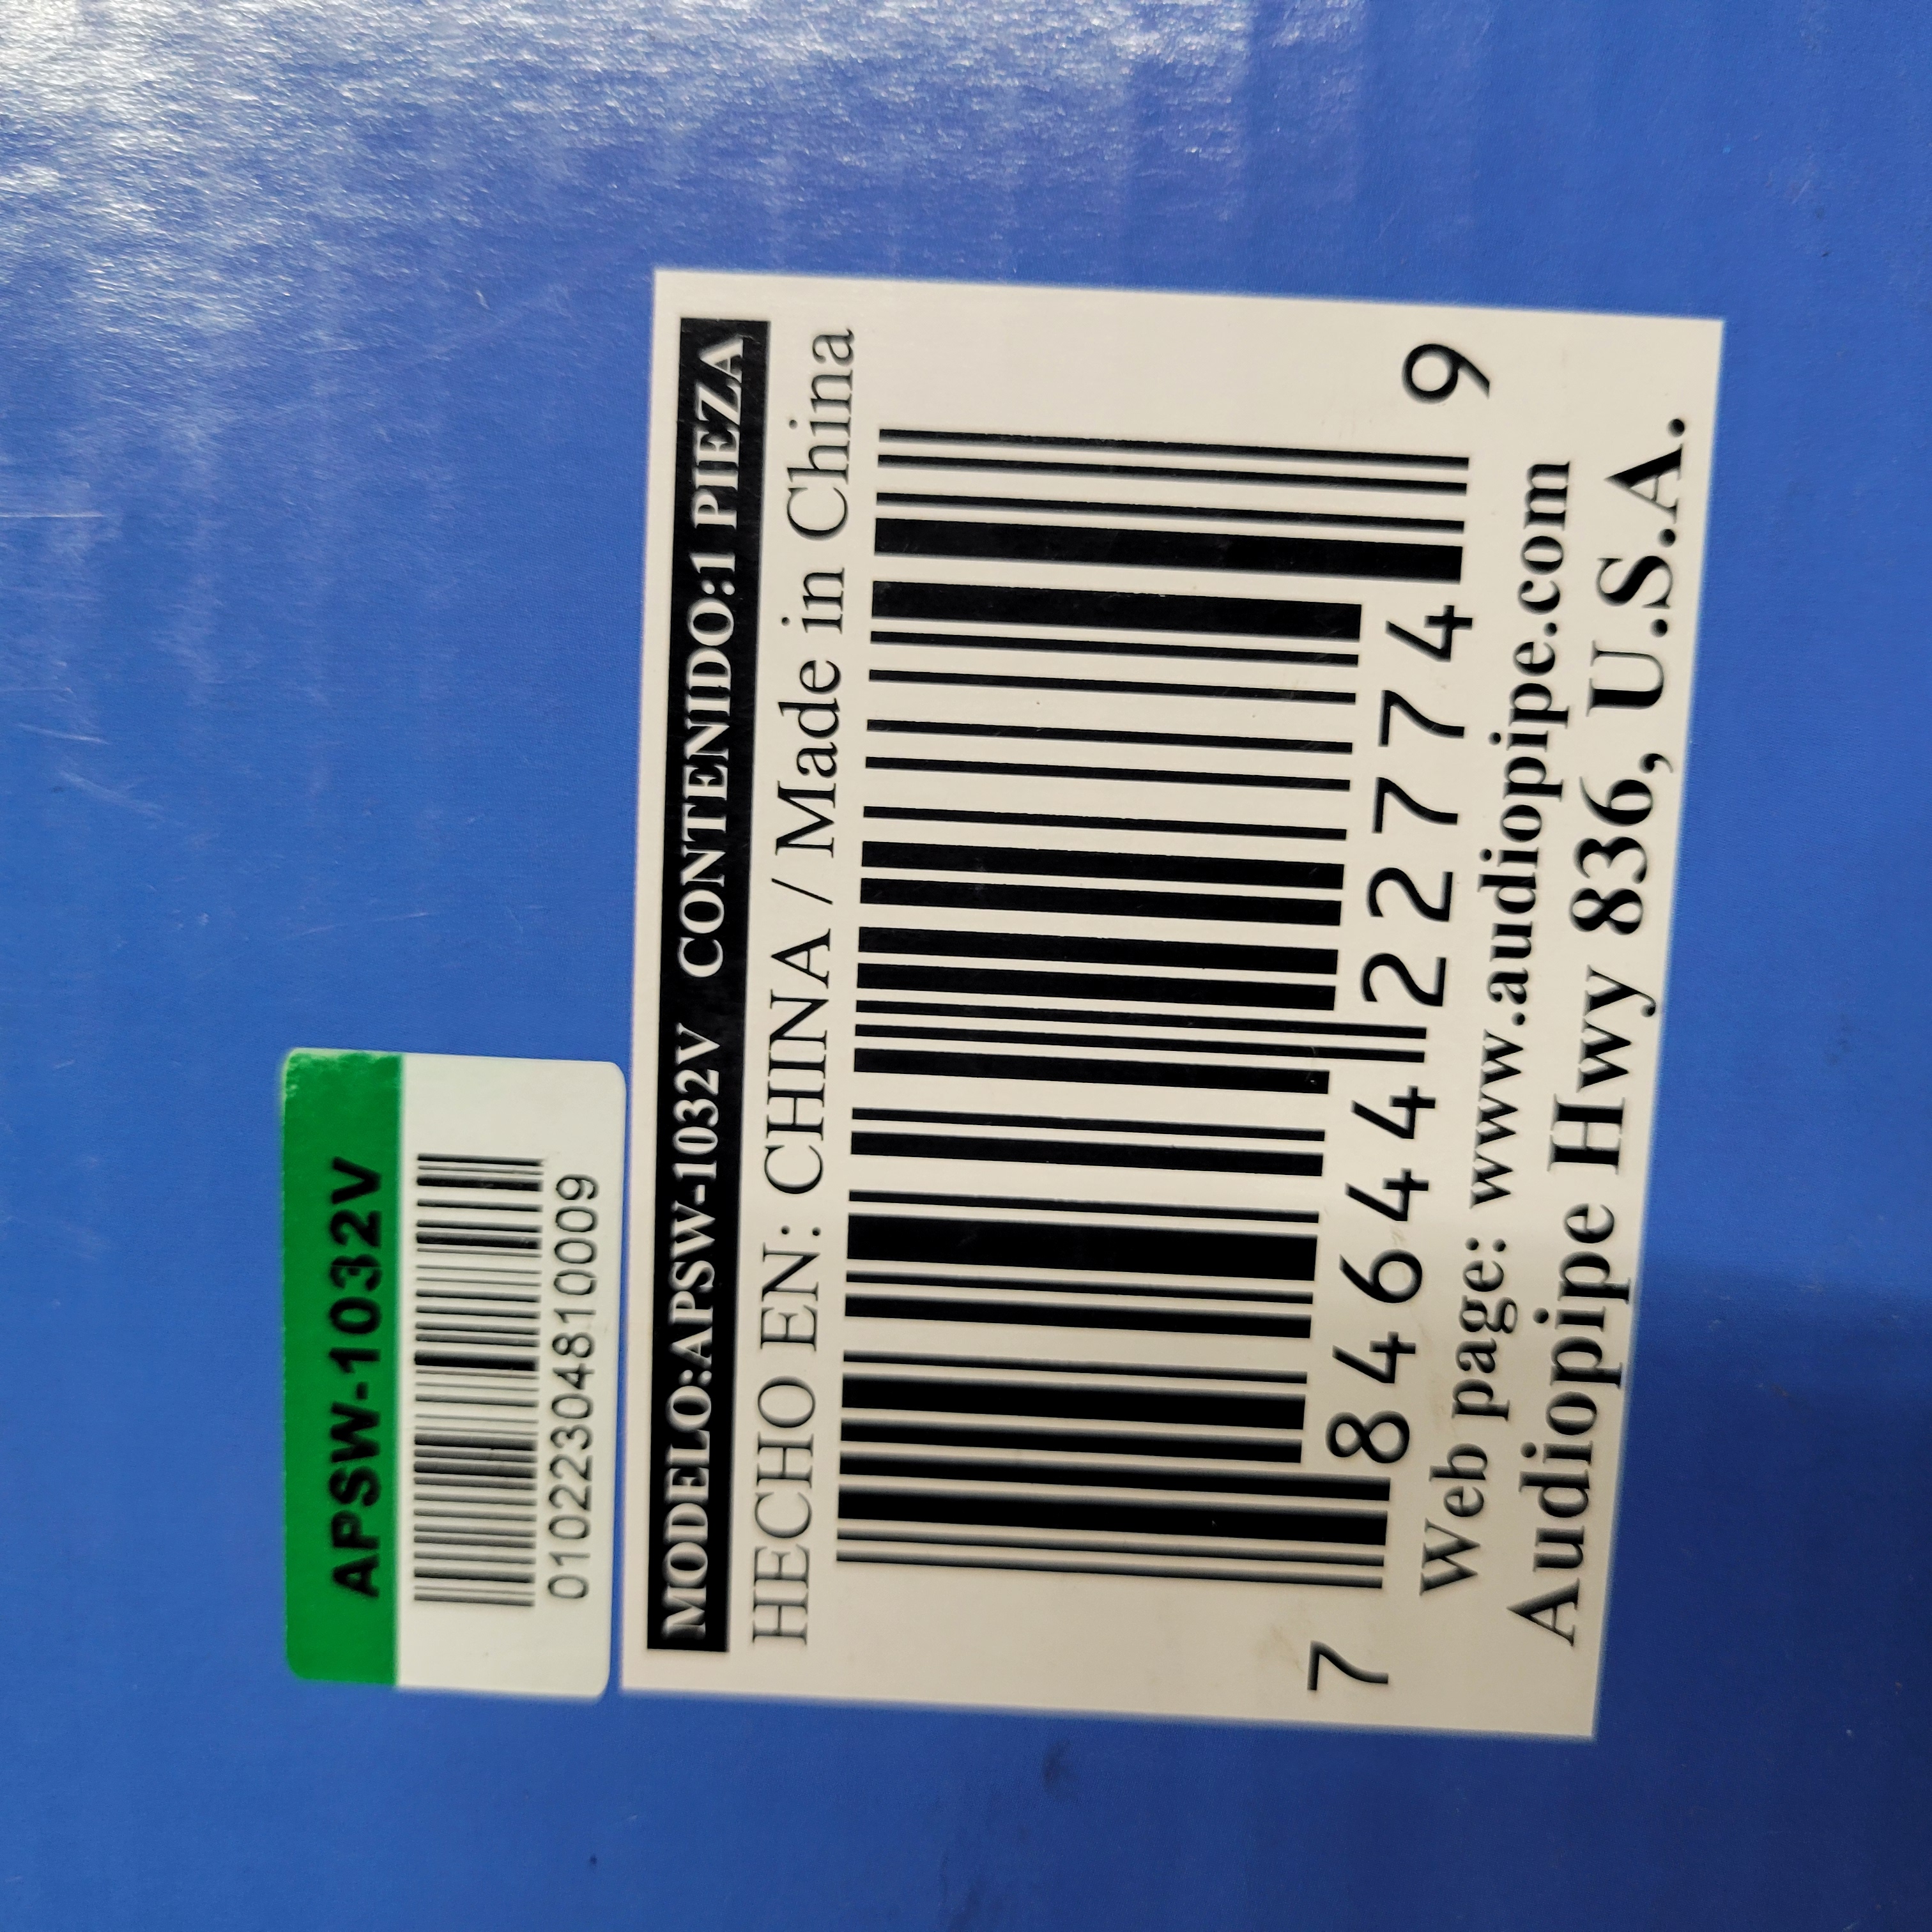 APSW-1032V
01022304810009
MODELO:APSW-1032V CONTENIDO:1 PIEZA
HECHO EN: CHINA / Made in China
7 84644 22774 9
Web page: www.audiopipe.com
Audiopipe Hwy 836, U.S.A.